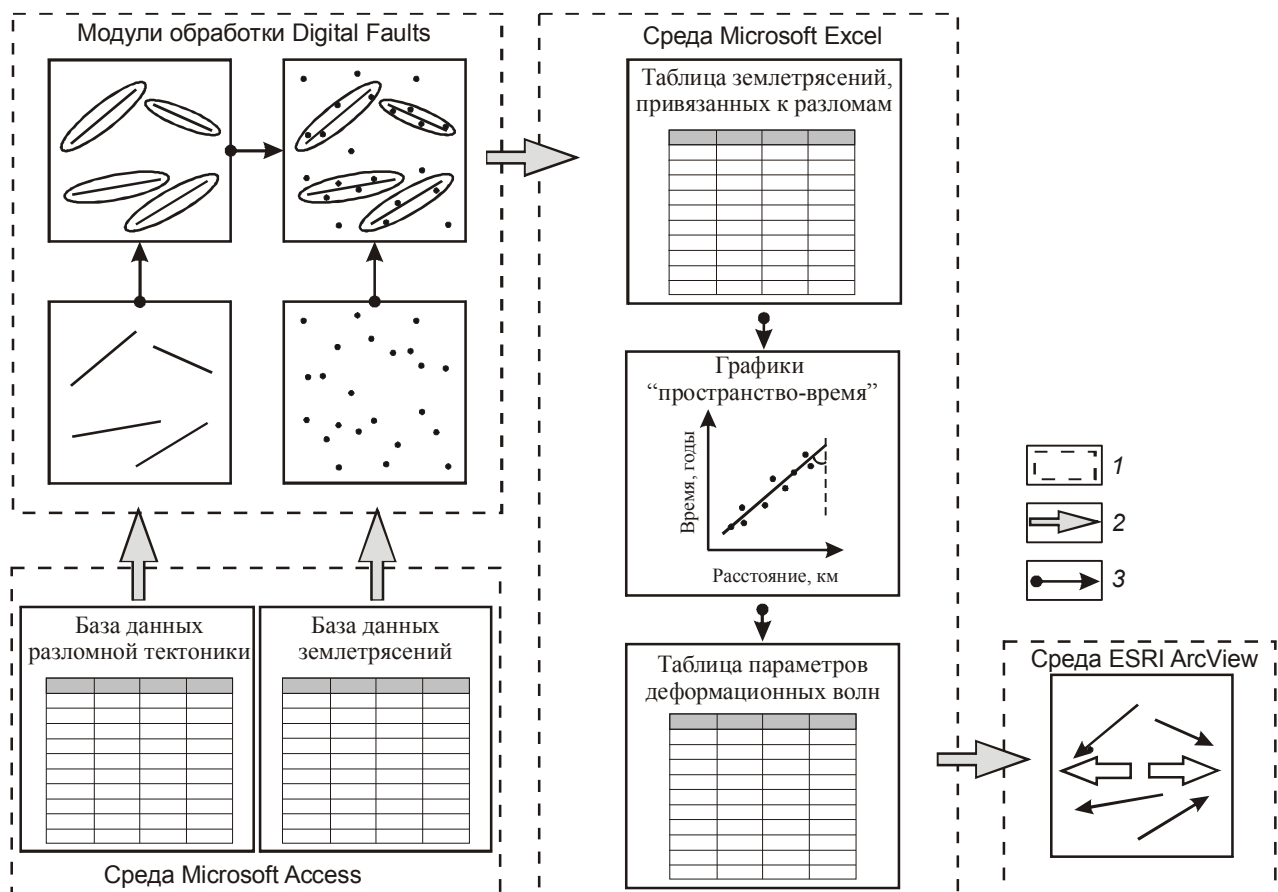 Модули обработки Digital Faults
Среда Microsoft Excel
Таблица землетрясений,
привязанных к разломам
Графики
“пространство-время”
Время, годы
Расстояние, км
1
2
3
База данных
разломной тектоники
База данных
землетрясений
Среда Microsoft Access
Таблица параметров
деформационных волн
Среда ESRI ArcView